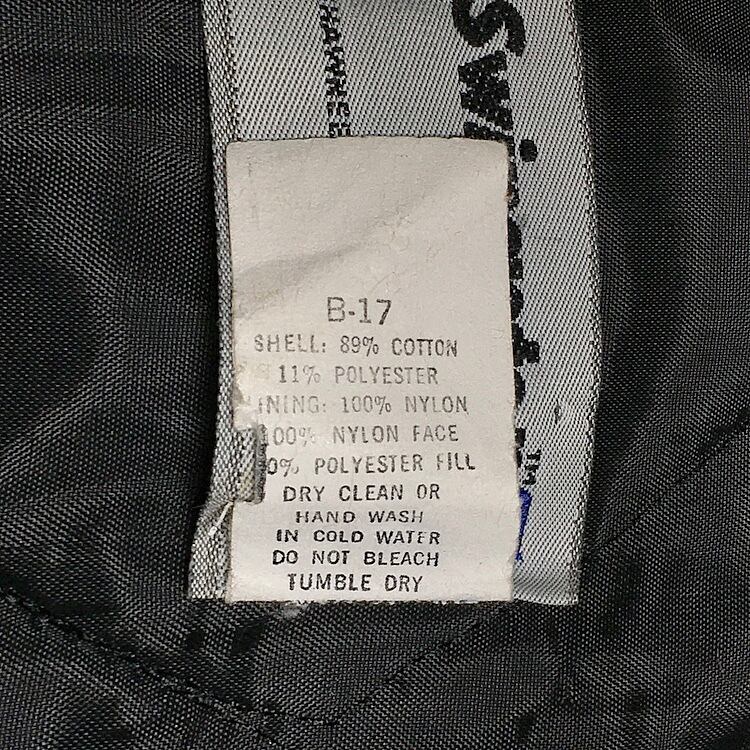 B-17
SHELL: 89% COTTON
11% POLYESTER
INING: 100% NYLON
100% NYLON FACE
0% POLYESTER FILL
DRY CLEAN OR
HAND WASH
IN COLD WATER
DO NOT BLEACH
TUMBLE DRY